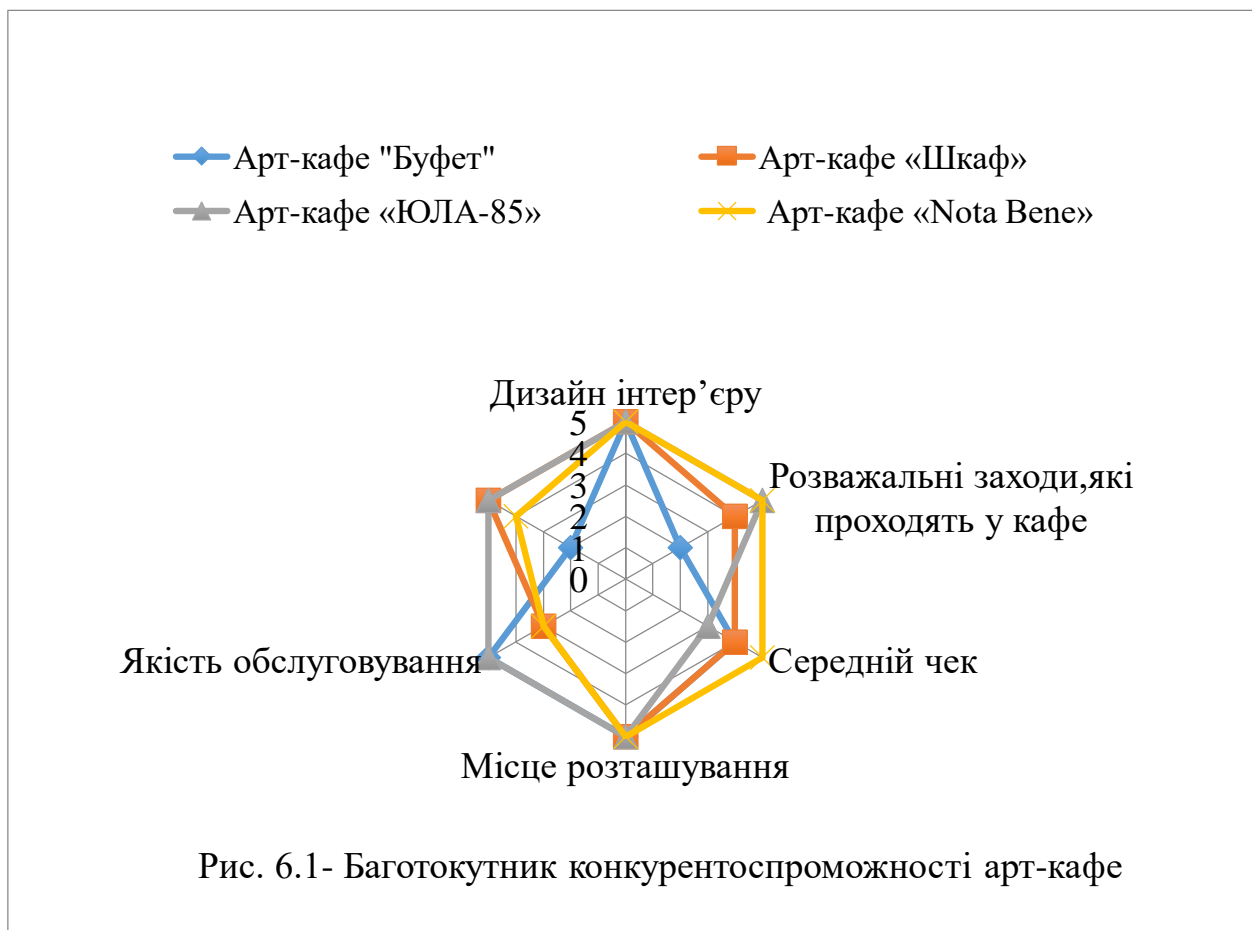 Арт-кафе "Буфет"
Арт-кафе «Шкаф»
Арт-кафе «ЮЛА-85»
Арт-кафе «Nota Bene»
Дизайн інтер’єру
5
4
3
2
1
0
Розважальні заходи,які
проходять у кафе
Середній чек
Якість обслуговування
Місце розташування
Рис. 6.1- Баготокутник конкурентоспроможності арт-кафе